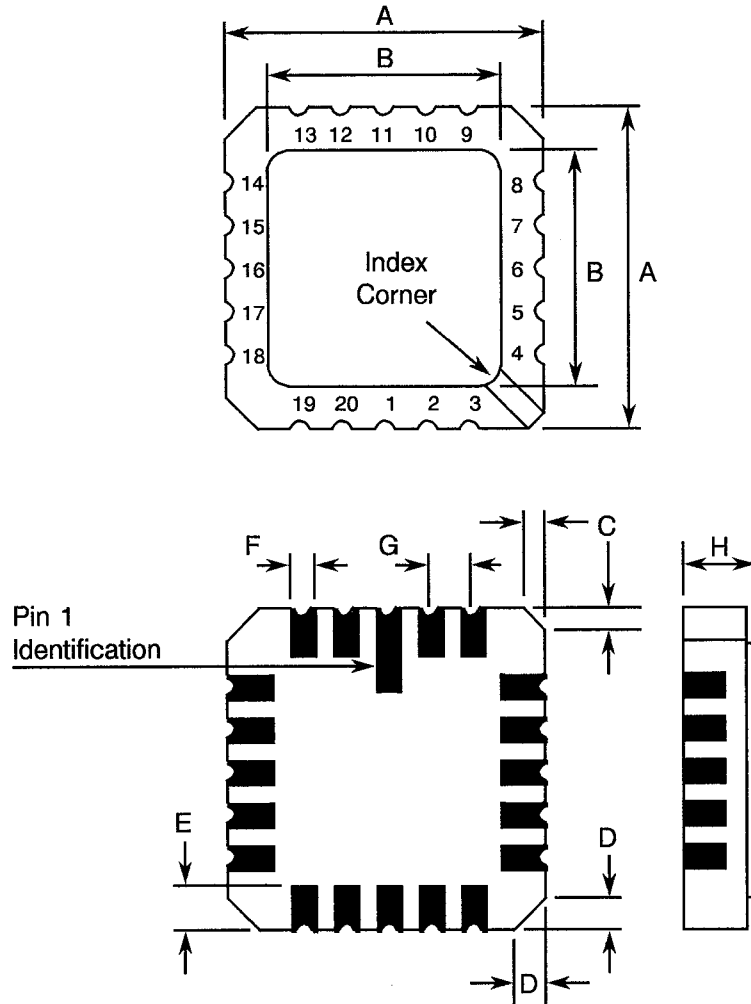 A
B
13 12 11 10 9
14 8
15 7
Index
Corner
16 6
B A
17 5
18 4
19 20 1 2 3
C
F G H
Pin 1
Identification
E D
D